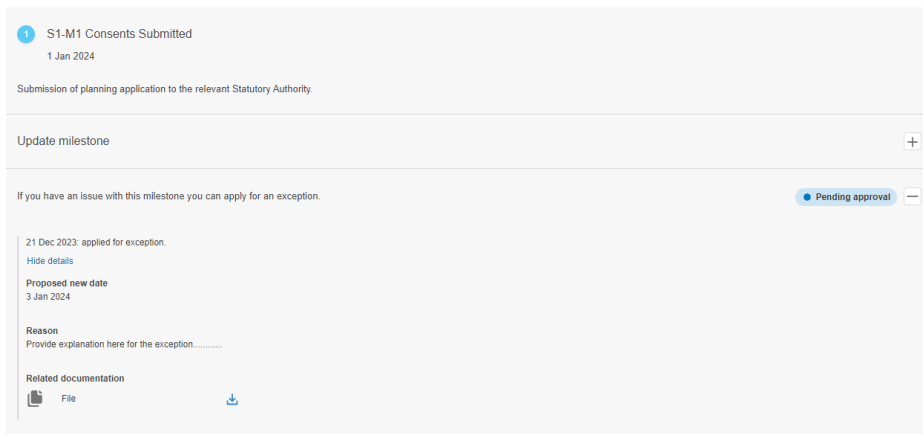 1 S1-M1 Consents Submitted
1 Jan 2024
Submission of planning application to the relevant Statutory Authority.
Update milestone
If you have an issue with this milestone you can apply for an exception. Pending approval
21 Dec 2023: applied for exception.
Hide details
Proposed new date
3 Jan 2024
Reason
Provide explanation here for the exception............
Related documentation
File